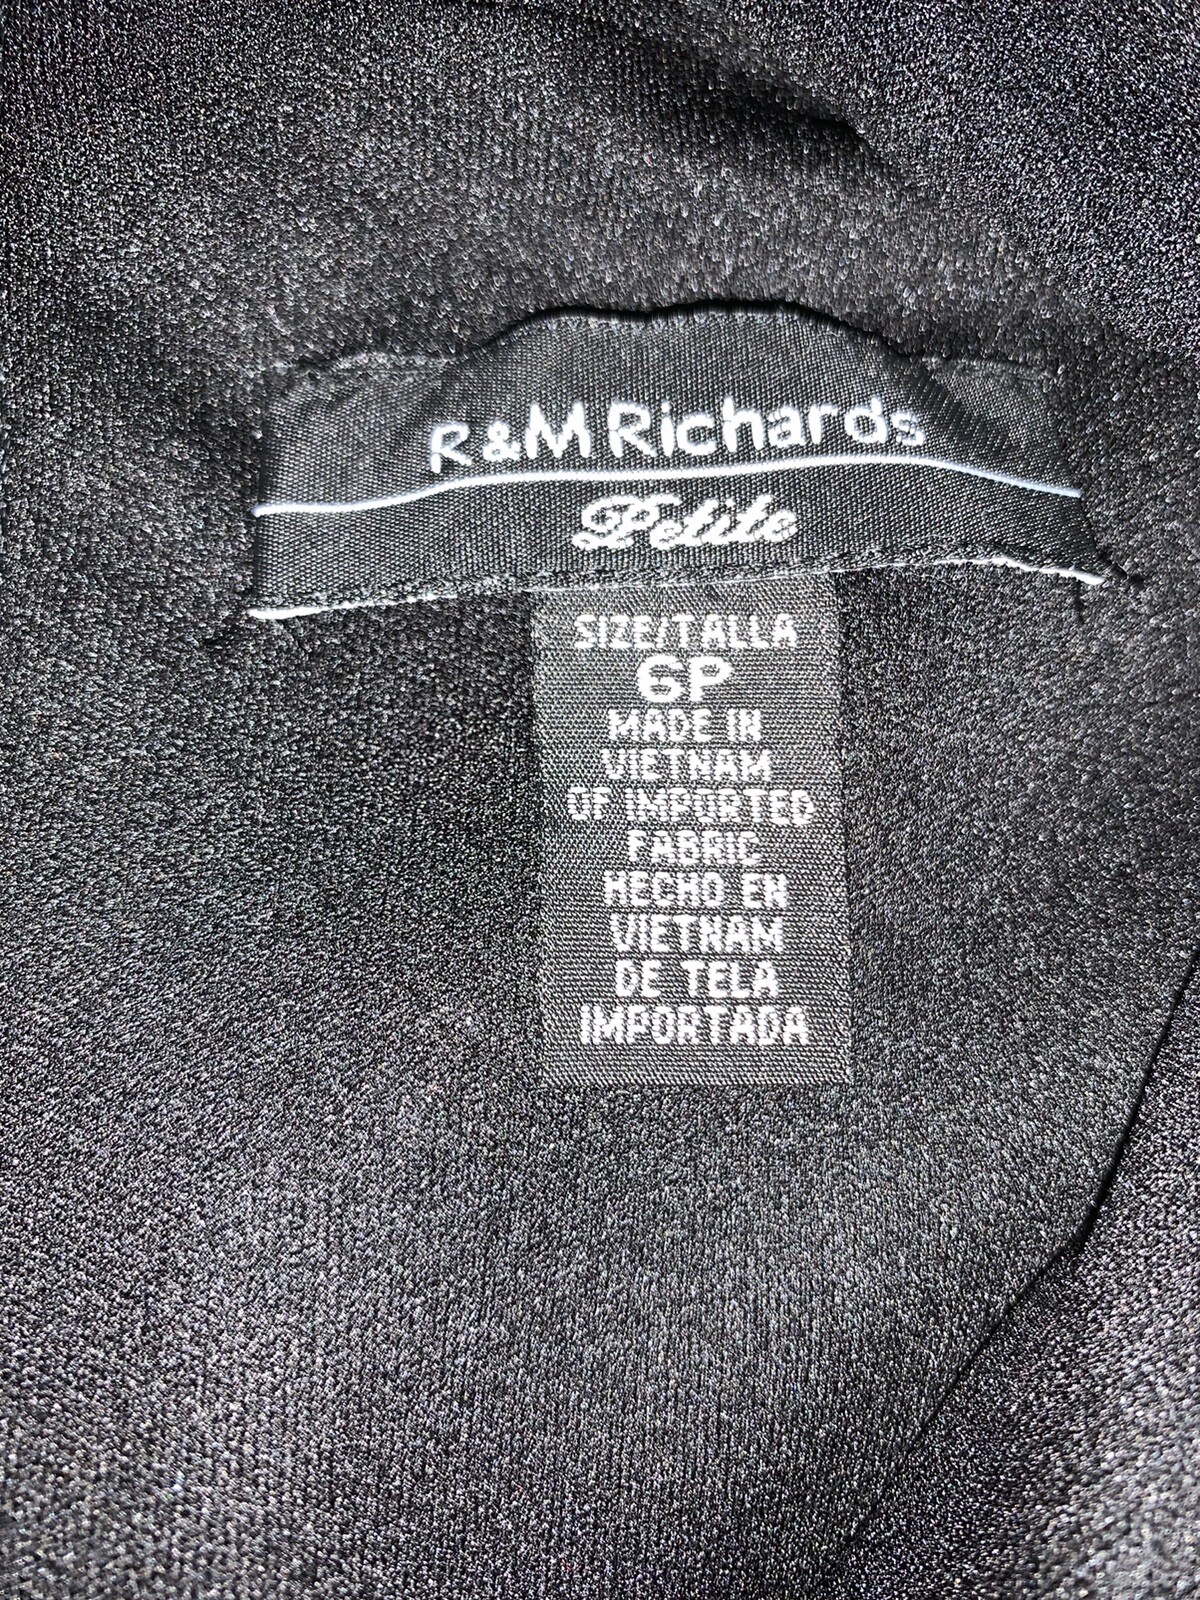 R&M Richards
Petite
SIZE/TALLA
6P
MADE IN
VIETNAM
OF IMPORTED
FABRIC
HECHO EN
VIETNAM
DE TELA
IMPORTADA